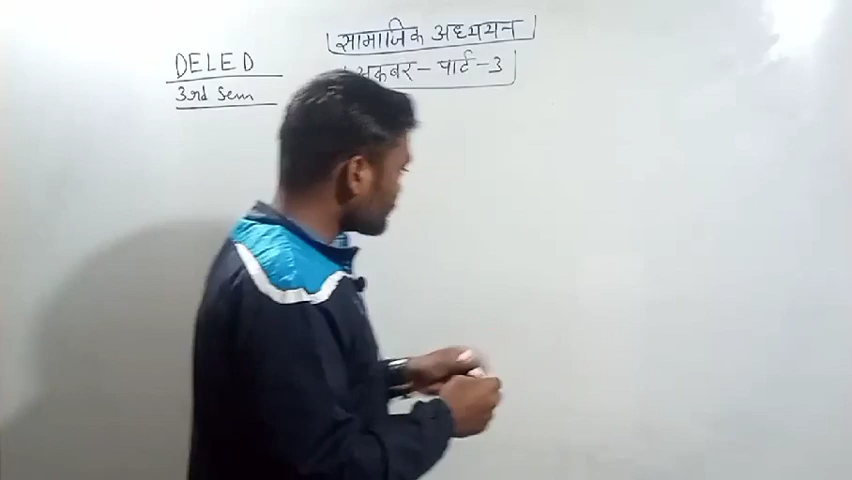 सामाजिक अध्ययन
DELED
अकबर - पार्ट - 3
3rd Sem